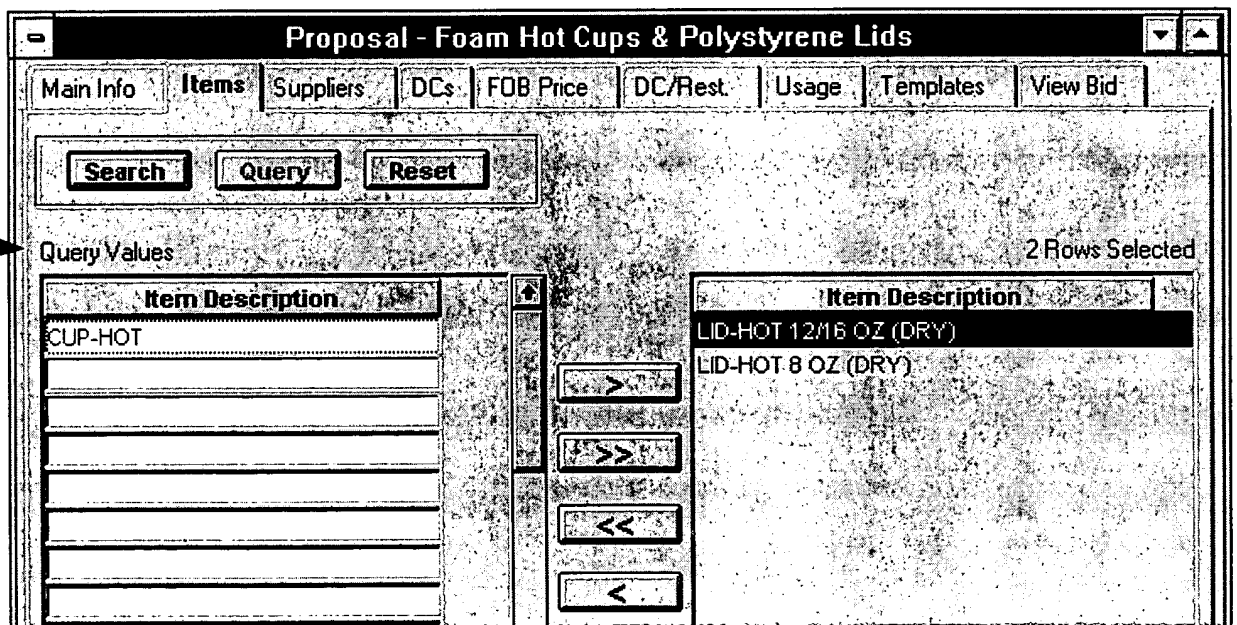 Proposal - Foam Hot Cups & Polystyrene Lids
Main Info Items Suppliers DCs FOB Price DC/Rest. Usage Templates View Bid
Search Query Reset
Query Values 2 Rows Selected
Item Description Item Description
CUP-HOT LID-HOT 12/16 OZ (DRY)
LID-HOT 8 OZ (DRY)
>
>>
<<
<